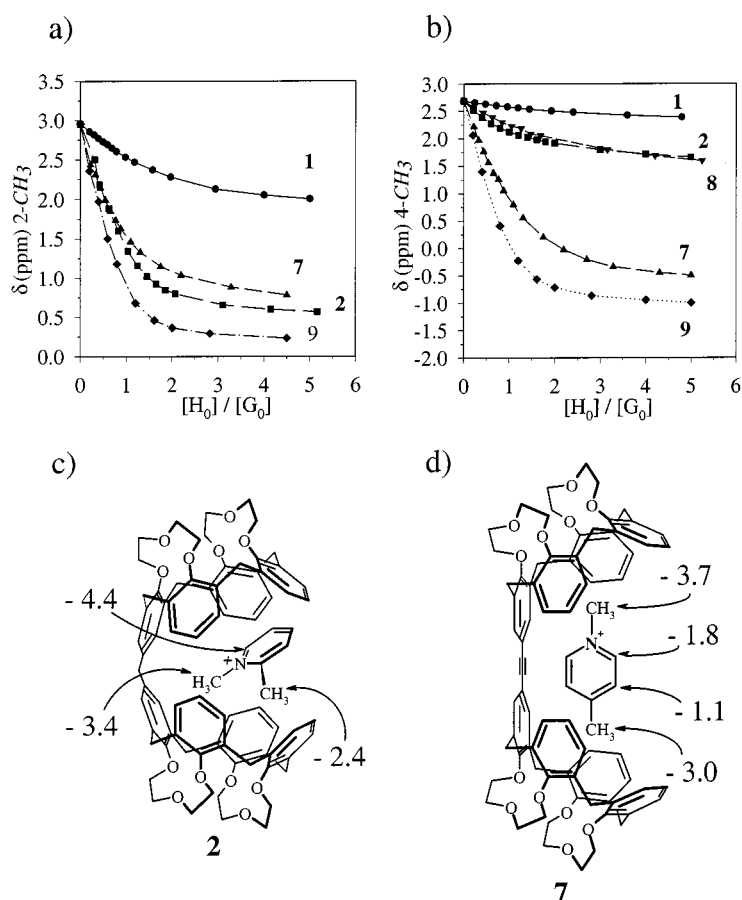 a)
δ (ppm) 2-CH3
3.5
3.0
2.5
2.0
1.5
1.0
0.5
0.0
0 1 2 3 4 5 6
[H0] / [G0]
1
7
2
9
b)
δ (ppm) 4-CH3
3.0
2.5
2.0
1.5
1.0
0.5
0.0
-0.5
-1.0
-1.5
-2.0
0 1 2 3 4 5 6
[H0] / [G0]
1
2
8
7
9
c)
O O
O O O
O
- 4.4
+
N
H3C
CH3
- 3.4
- 2.4
O O
O O
O O
2
d)
O O
O O
O O
- 3.7
CH3
N+
- 1.8
- 1.1
CH3
- 3.0
O O
O O
O O
7